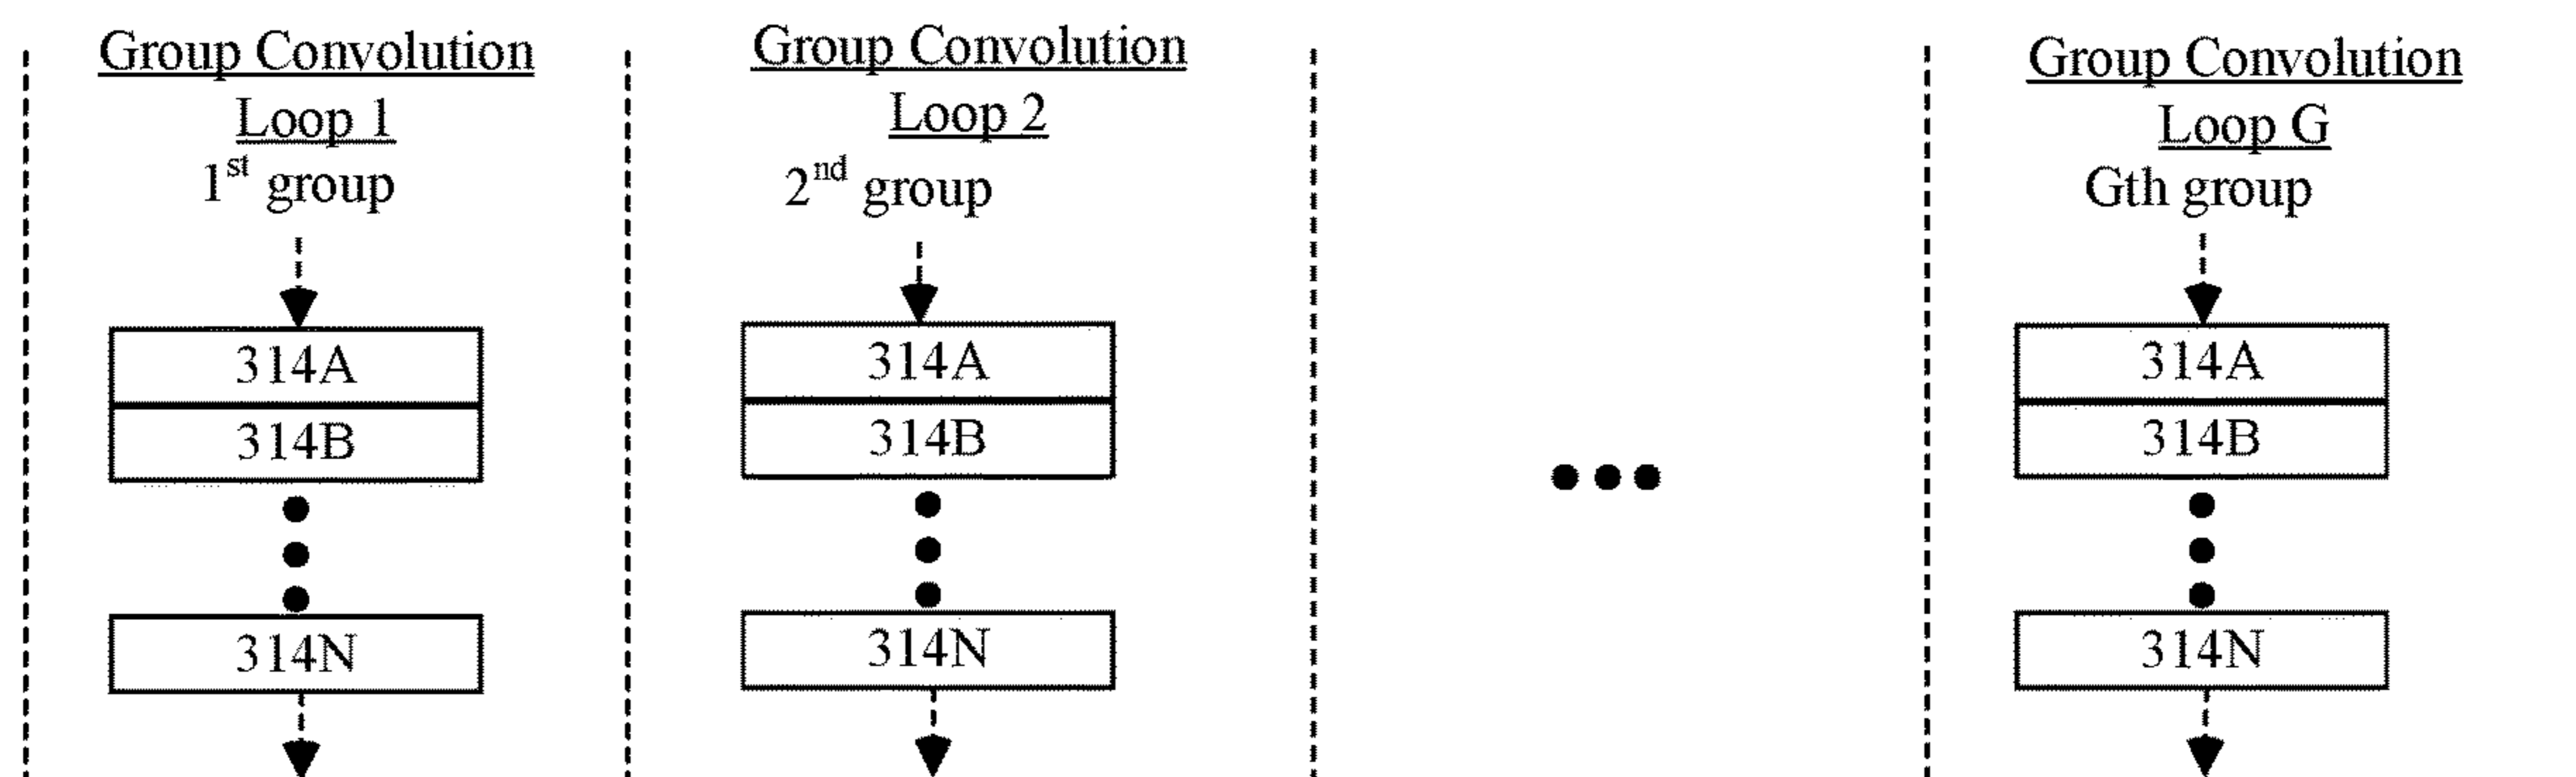 Group Convolution
Loop 1
1st group
314A
314B
314N
Group Convolution
Loop 2
2nd group
314A
314B
314N
Group Convolution
Loop G
Gth group
314A
314B
314N